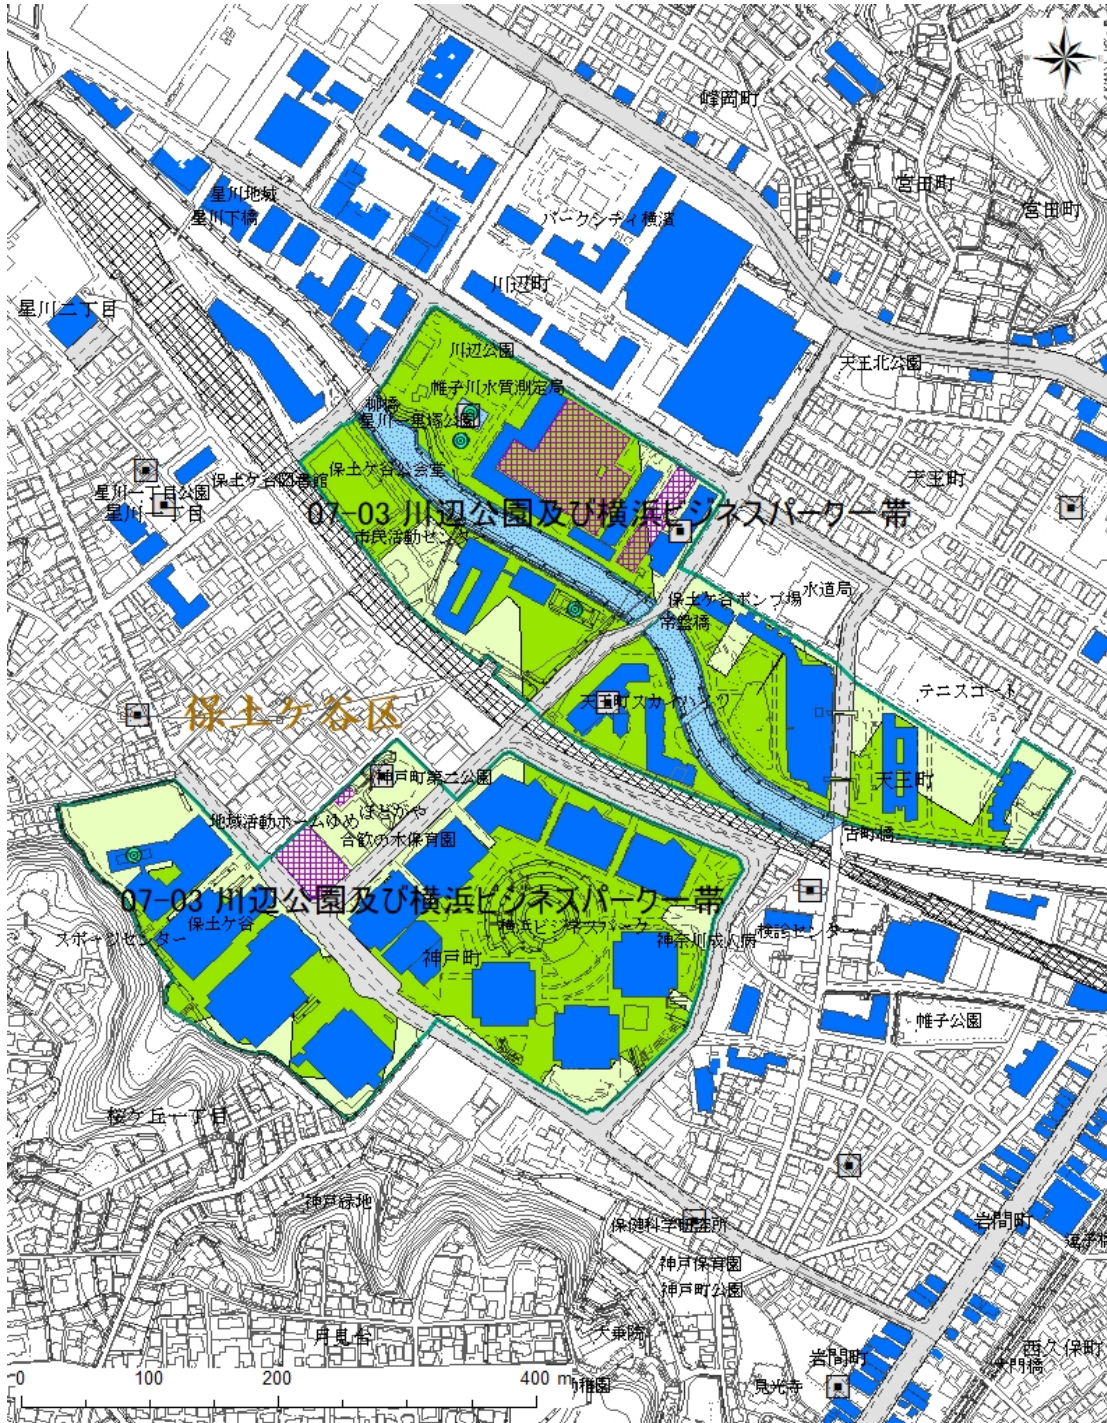 峰岡町
宮田町
宮田町
星川地域
星川下橋
パークシティ横濱
川辺町
星川二丁目
川辺公園
天王北公園
帷子川水質測定局
柳橋
星川一里塚公園
保土ケ谷公会堂
保土ケ谷図書館
天王町
星川一丁目公園
星川一丁目
07-03 川辺公園及び横浜ビジネスパーク一帯
市民活動センター
保土ケ谷ポンプ場
水道局
常盤橋
テニスコート
天王町スカイハイツ
保土ケ谷区
神戸町第二公園
天王町
ほどがや
地域活動ホームゆめ
合歓の木保育園
古町橋
07-03 川辺公園及び横浜ビジネスパーク一帯
保土ケ谷
スポーツセンター
横浜ビジネスパーク
神奈川成人病
検診センター
神戸町
帷子公園
桜ケ丘一丁目
神戸緑地
保健科学研究所
岩間町
神戸保育園
神戸町公園
大乗院
月見台
岩間町
西久保町
見光寺
0 100 200 400 m